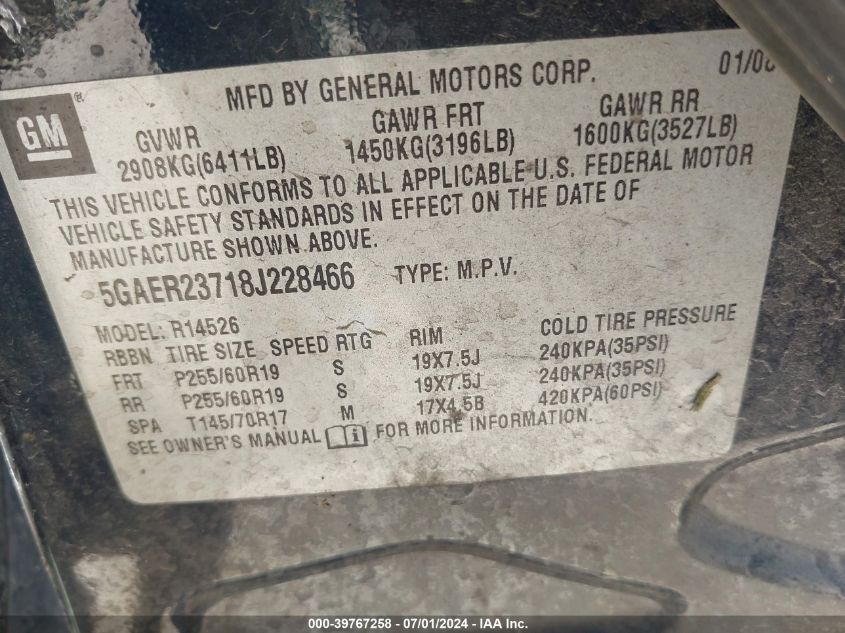 MFD BY GENERAL MOTORS CORP. 01/08
GM®
GVWR GAWR FRT GAWR RR
2908KG(6411LB) 1450KG(3196LB) 1600KG(3527LB)
THIS VEHICLE CONFORMS TO ALL APPLICABLE U.S. FEDERAL MOTOR
VEHICLE SAFETY STANDARDS IN EFFECT ON THE DATE OF
MANUFACTURE SHOWN ABOVE.
5GAER23718J228466 TYPE: M.P.V.
MODEL: R14526
RBBN TIRE SIZE SPEED RTG RIM COLD TIRE PRESSURE
FRT P255/60R19 S 19X7.5J 240KPA(35PSI)
RR P255/60R19 S 19X7.5J 240KPA(35PSI)
SPA T145/70R17 M 17X4.5B 420KPA(60PSI)
SEE OWNER'S MANUAL i FOR MORE INFORMATION.
000-39767258 - 07/01/2024 - IAA Inc.